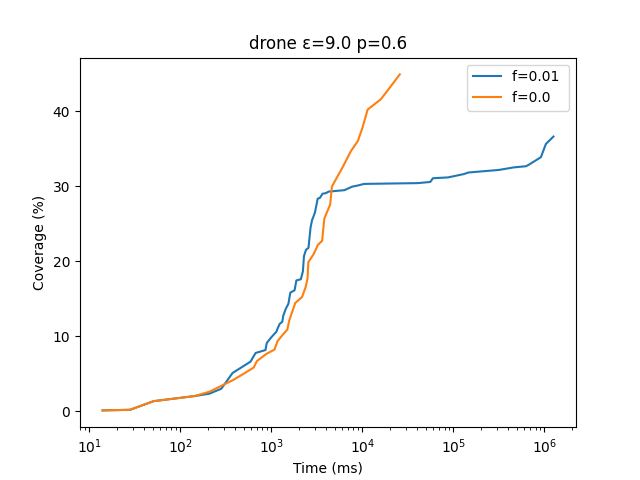 drone ε=9.0 p=0.6
f=0.01
f=0.0
Coverage (%)
40
30
20
10
0
10¹ 10² 10³ 10⁴ 10⁵ 10⁶
Time (ms)